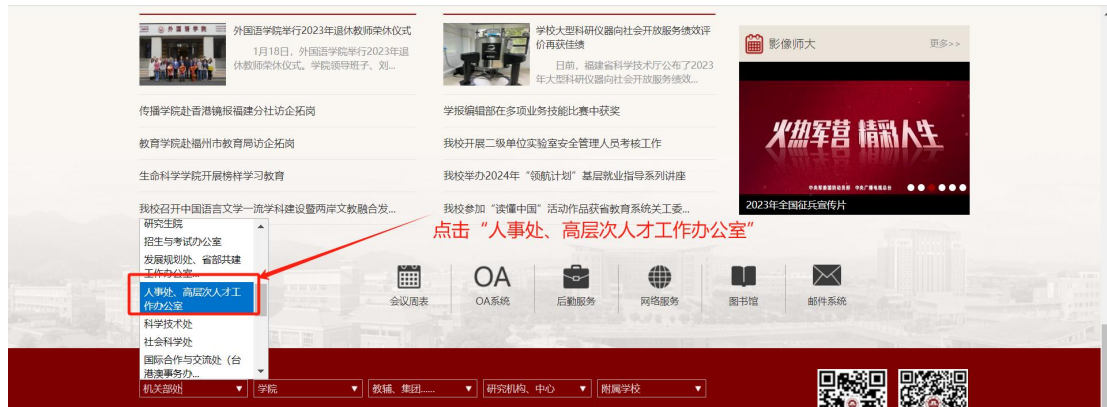 外国语学院举行2023年退休教师荣休仪式
1月18日，外国语学院举行2023年退
休教师荣休仪式。学院领导班子、刘...
学校大型科研仪器向社会开放服务绩效评
价再获佳绩
日前，福建省科学技术厅公布了2023
年大型科研仪器向社会开放服务绩效...
影像师大
更多>>
火热军营 精彩人生
2023年全国征兵宣传片
传播学院赴香港镜报福建分社访企拓岗
学报编辑部在多项业务技能比赛中获奖
教育学院赴福州市教育局访企拓岗
我校开展二级单位实验室安全管理人员考核工作
生命科学学院开展榜样学习教育
我校举办2024年“领航计划”基层就业指导系列讲座
我校召开中国语言文学一流学科建设暨两岸文教融合发...
我校参加“读懂中国”活动作品获省教育系统关工委...
点击“人事处、高层次人才工作办公室”
研究生院
招生与考试办公室
发展规划处、省部共建
工作办公室...
人事处、高层次人才工
作办公室
科学技术处
社会科学处
国际合作与交流处（台
港澳事务办...
会议周表
OA
OA系统
后勤服务
网络服务
图书馆
邮件系统
机关部处
学院
教辅、集团......
研究机构、中心
附属学校